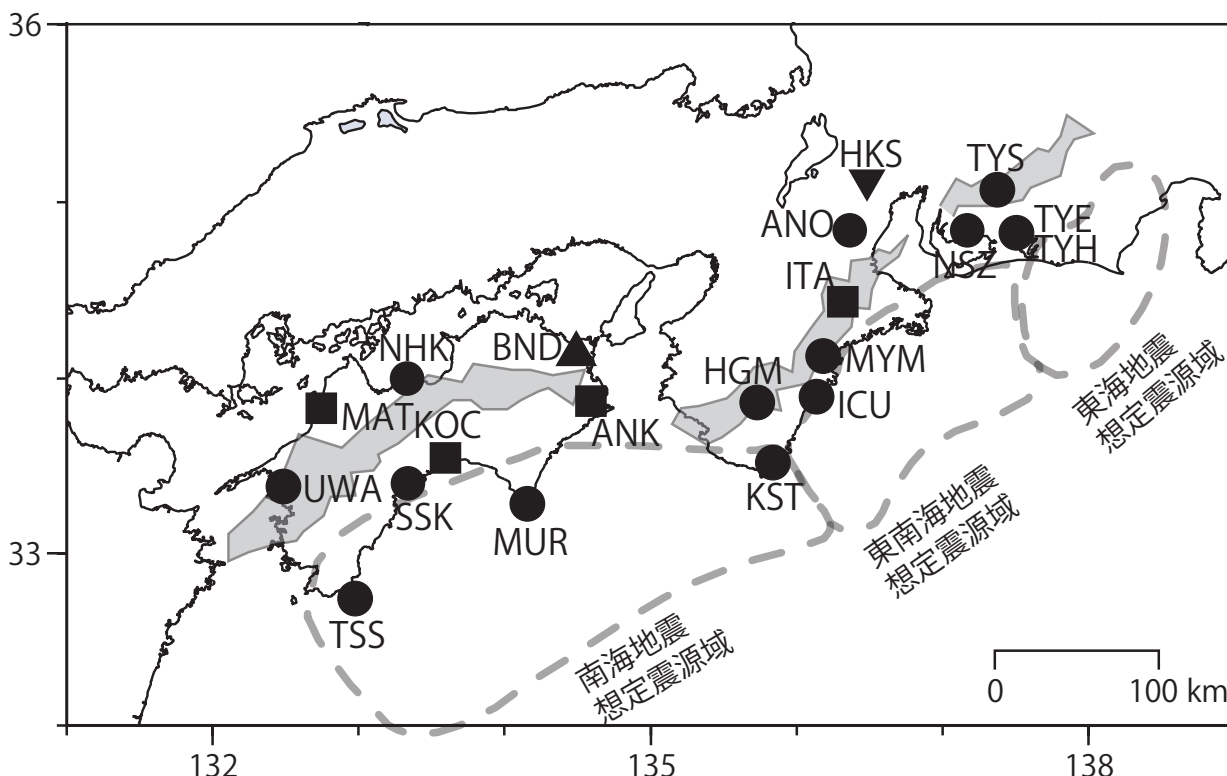 36
HKS
TYS
ANO
TYE
NSZ
TYH
ITA
NHK
BND
MYM
HGM
MAT
KOC
ICU
ANK
東海地震
想定震源域
UWA
SSK
KST
MUR
東南海地震
想定震源域
33
TSS
南海地震
想定震源域
0
100 km
132
135
138